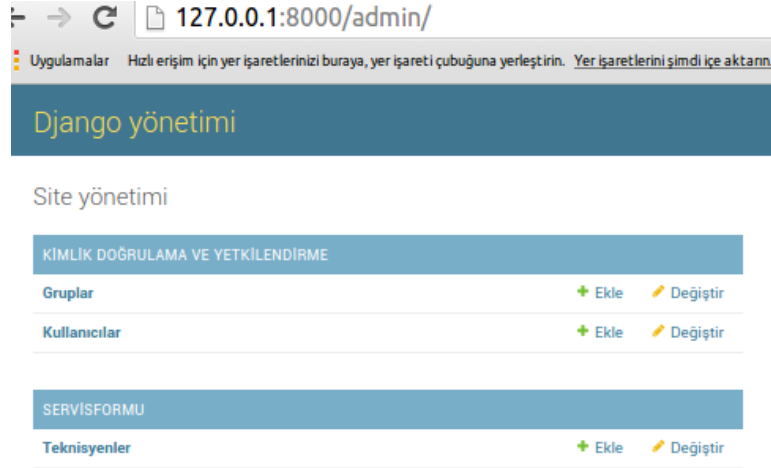 127.0.0.1:8000/admin/
Uygulamalar Hızlı erişim için yer işaretlerinizi buraya, yer işareti çubuğuna yerleştirin. Yer işaretlerini şimdi içe aktarın.
Django yönetimi
Site yönetimi
KİMLİK DOĞRULAMA VE YETKİLENDİRME
Gruplar Ekle Değiştir
Kullanıcılar Ekle Değiştir
SERVİSFORMU
Teknisyenler Ekle Değiştir